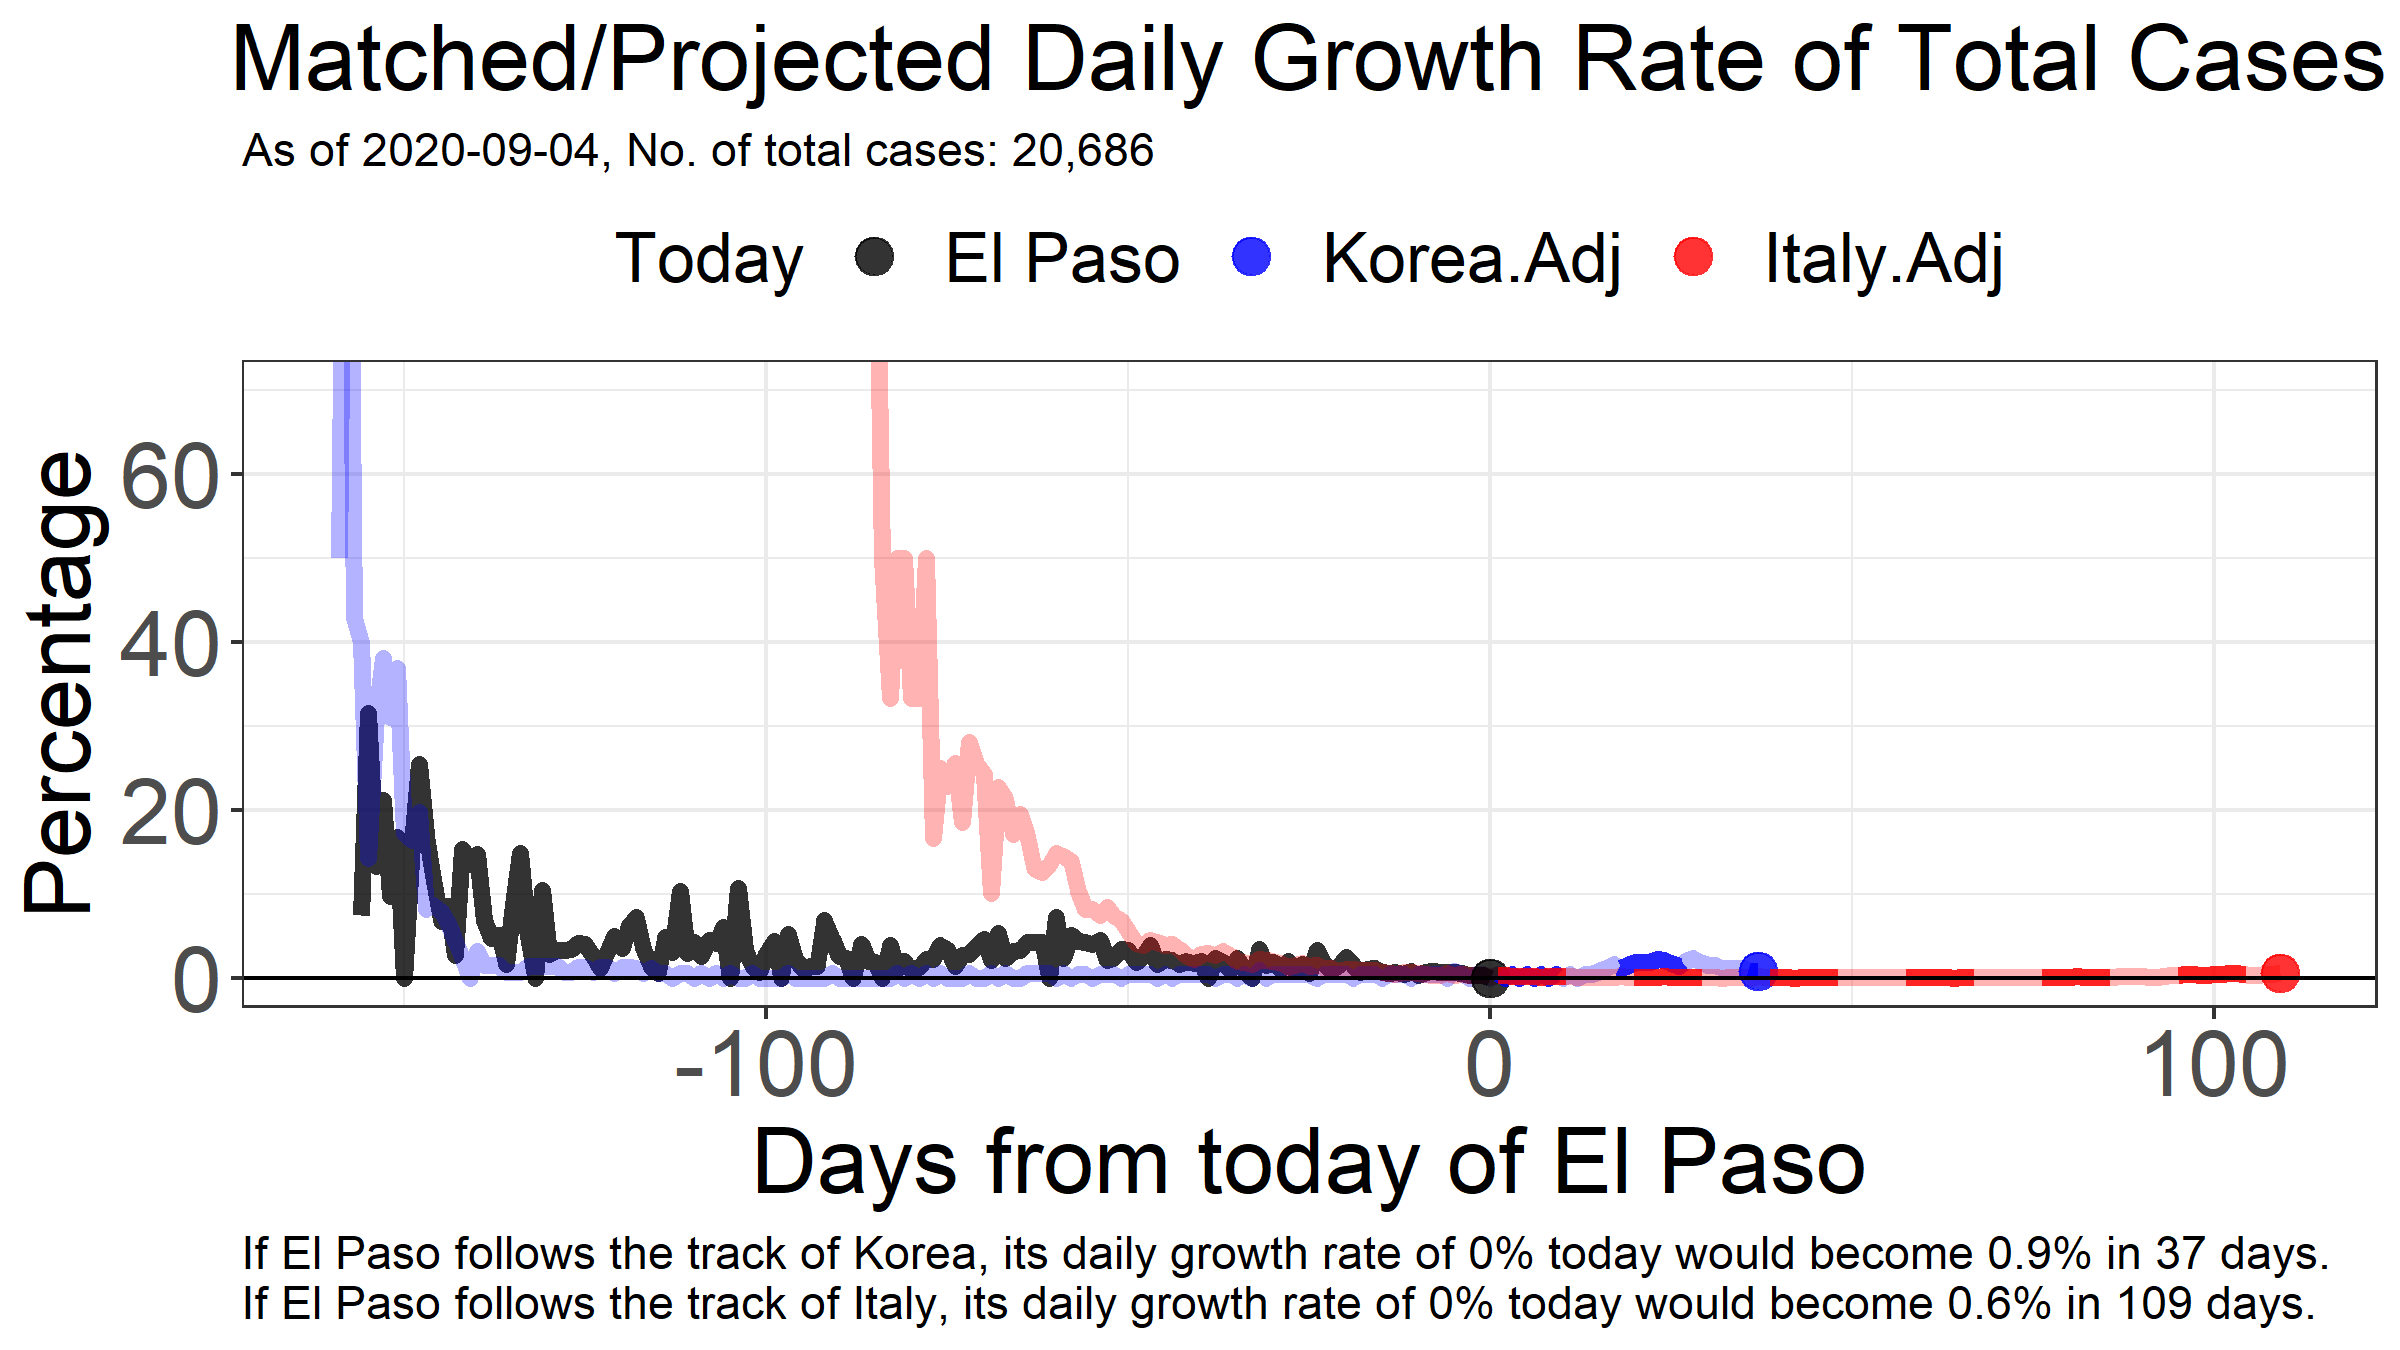 Matched/Projected Daily Growth Rate of Total Cases
As of 2020-09-04, No. of total cases: 20,686
Today El Paso Korea.Adj Italy.Adj
Percentage
60
40
20
0
-100 0 100
Days from today of El Paso
If El Paso follows the track of Korea, its daily growth rate of 0% today would become 0.9% in 37 days.
If El Paso follows the track of Italy, its daily growth rate of 0% today would become 0.6% in 109 days.